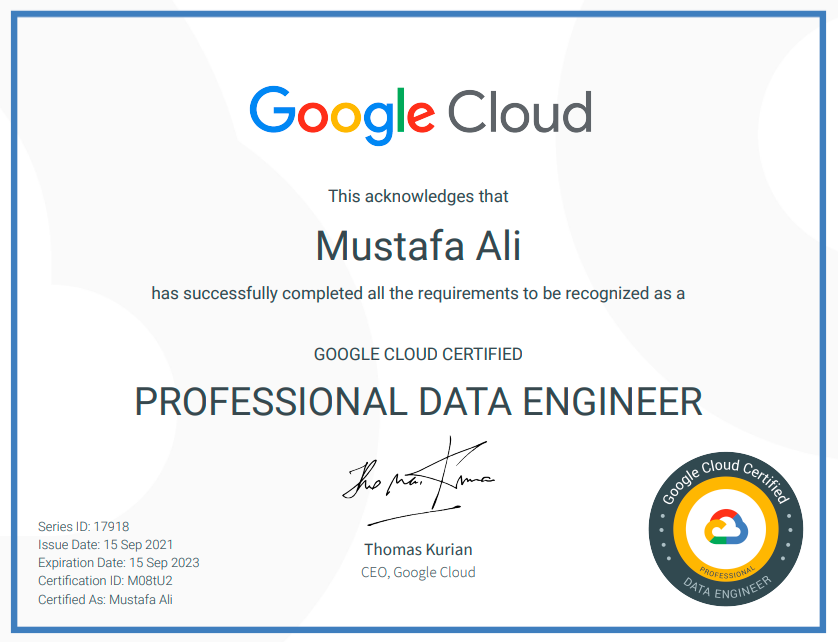 Google Cloud
This acknowledges that
Mustafa Ali
has successfully completed all the requirements to be recognized as a
GOOGLE CLOUD CERTIFIED
PROFESSIONAL DATA ENGINEER
Thomas Kurian
CEO, Google Cloud
Series ID: 17918
Issue Date: 15 Sep 2021
Expiration Date: 15 Sep 2023
Certification ID: M08tU2
Certified As: Mustafa Ali
Google Cloud Certified
PROFESSIONAL
DATA ENGINEER